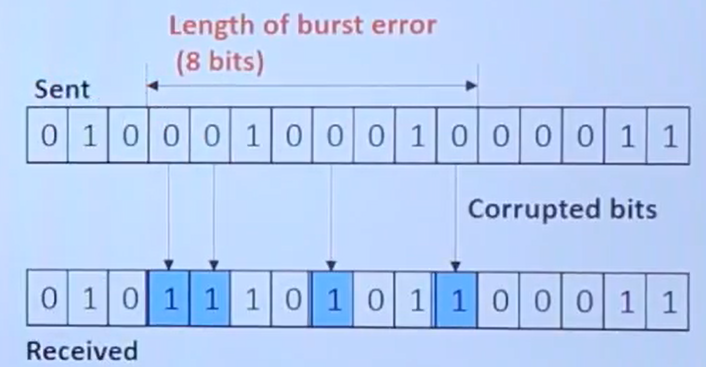 Length of burst error
(8 bits)
Sent
0 1 0 0 0 1 0 0 0 1 0 0 0 0 1 1
Corrupted bits
0 1 0 1 1 1 0 1 0 1 1 0 0 0 1 1
Received